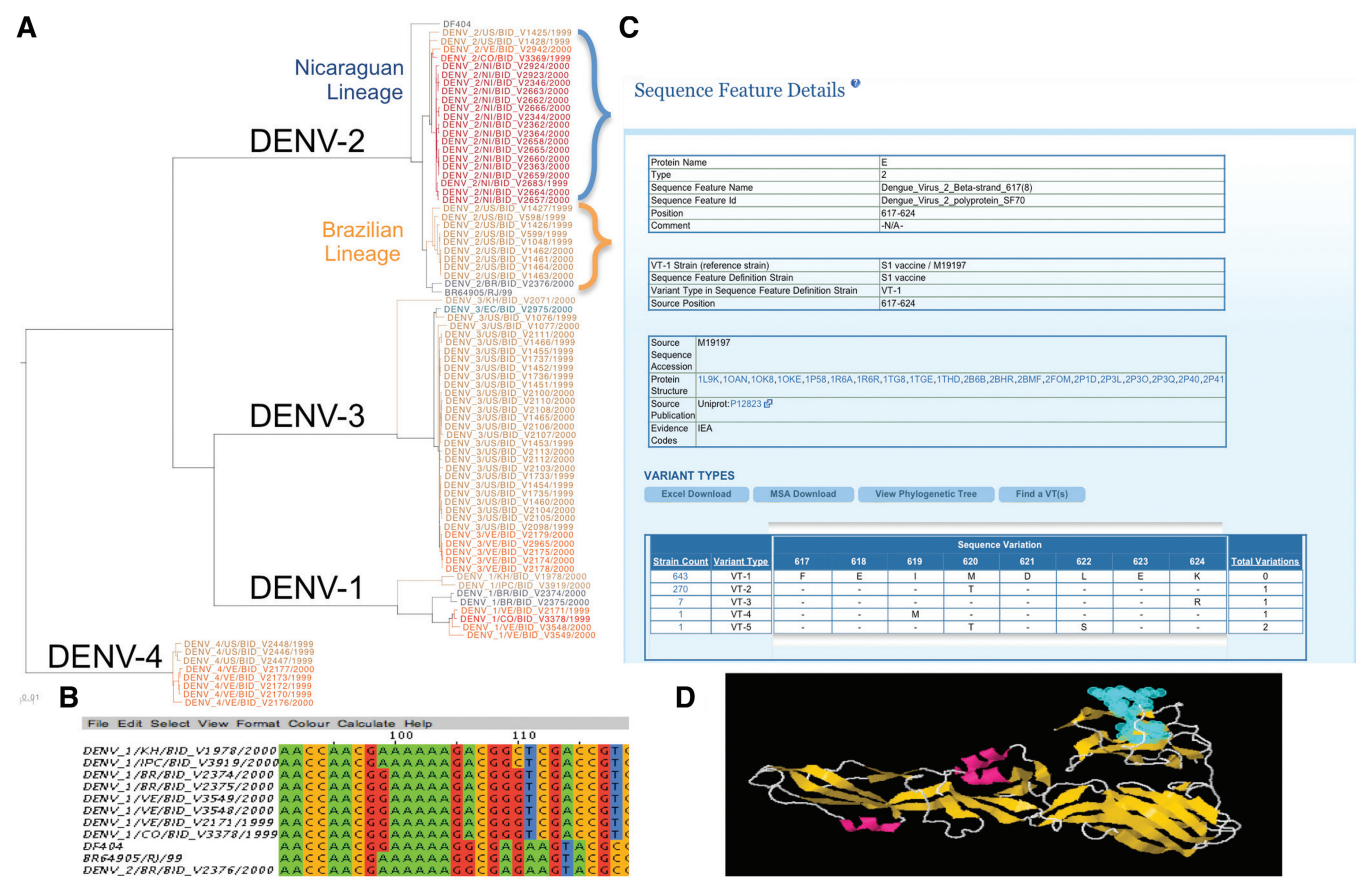 A
DF404
DENV_2/US/BID_V1425/1999
DENV_2/US/BID_V1428/1999
DENV_2/VE/BID_V2942/2000
DENV_2/CO/BID_V3369/1999
DENV_2/NI/BID_V2924/2000
DENV_2/NI/BID_V2923/2000
DENV_2/NI/BID_V2346/2000
DENV_2/NI/BID_V2663/2000
DENV_2/NI/BID_V2662/2000
DENV_2/NI/BID_V2666/2000
DENV_2/NI/BID_V2344/2000
DENV_2/NI/BID_V2362/2000
DENV_2/NI/BID_V2364/2000
DENV_2/NI/BID_V2658/2000
DENV_2/NI/BID_V2665/2000
DENV_2/NI/BID_V2660/2000
DENV_2/NI/BID_V2363/2000
DENV_2/NI/BID_V2659/2000
DENV_2/NI/BID_V2683/1999
DENV_2/NI/BID_V2664/2000
DENV_2/NI/BID_V2657/2000
DENV_2/US/BID_V1427/1999
DENV_2/US/BID_V598/1999
DENV_2/US/BID_V1426/1999
DENV_2/US/BID_V599/1999
DENV_2/US/BID_V1048/1999
DENV_2/US/BID_V1462/2000
DENV_2/US/BID_V1461/2000
DENV_2/US/BID_V1464/2000
DENV_2/US/BID_V1463/2000
DENV_2/BR/BID_V2376/2000
BR64905/RJ/99
DENV_3/KH/BID_V2071/2000
DENV_3/EC/BID_V2975/2000
DENV_3/US/BID_V1076/1999
DENV_3/US/BID_V1077/2000
DENV_3/US/BID_V2111/2000
DENV_3/US/BID_V1466/1999
DENV_3/US/BID_V1455/1999
DENV_3/US/BID_V1737/1999
DENV_3/US/BID_V1452/1999
DENV_3/US/BID_V1736/1999
DENV_3/US/BID_V1451/1999
DENV_3/US/BID_V2100/2000
DENV_3/US/BID_V2110/2000
DENV_3/US/BID_V2108/2000
DENV_3/US/BID_V1465/2000
DENV_3/US/BID_V2106/2000
DENV_3/US/BID_V2107/2000
DENV_3/US/BID_V1453/1999
DENV_3/US/BID_V2113/2000
DENV_3/US/BID_V2112/2000
DENV_3/US/BID_V2103/2000
DENV_3/US/BID_V1733/1999
DENV_3/US/BID_V1454/1999
DENV_3/US/BID_V1735/1999
DENV_3/US/BID_V1460/2000
DENV_3/US/BID_V2104/2000
DENV_3/US/BID_V2105/2000
DENV_3/US/BID_V2098/1999
DENV_3/VE/BID_V2179/2000
DENV_3/VE/BID_V2965/2000
DENV_3/VE/BID_V2175/2000
DENV_3/VE/BID_V2174/2000
DENV_3/VE/BID_V2178/2000
DENV_1/KH/BID_V1978/2000
DENV_1/IPC/BID_V3919/2000
DENV_1/BR/BID_V2374/2000
DENV_1/BR/BID_V2375/2000
DENV_1/VE/BID_V2171/1999
DENV_1/CO/BID_V3378/1999
DENV_1/VE/BID_V3548/2000
DENV_1/VE/BID_V3549/2000
DENV_4/US/BID_V2448/1999
DENV_4/US/BID_V2446/1999
DENV_4/US/BID_V2447/1999
DENV_4/VE/BID_V2177/2000
DENV_4/VE/BID_V2173/2000
DENV_4/VE/BID_V2172/1999
DENV_4/VE/BID_V2170/1999
DENV_4/VE/BID_V2176/2000
Nicaraguan
Lineage
DENV-2
Brazilian
Lineage
DENV-3
DENV-1
DENV-4
0.01
B
File Edit Select View Format Colour Calculate Help
100 110
DENV_1/KH/BID_V1978/2000 AACCAACGAAAAAAGACGGCTCGACCGT
DENV_1/IPC/BID_V3919/2000 AACCAACGAAAAAAGACGGCTCGACCGT
DENV_1/BR/BID_V2374/2000 AACCAACGGAAAAAGACGGGTCGACCGT
DENV_1/BR/BID_V2375/2000 AACCAACGGAAAAAGACGGGTCGACCGT
DENV_1/VE/BID_V3549/2000 AACCAACGGAAAAAGACGGGTCGACCGT
DENV_1/VE/BID_V3548/2000 AACCAACGGAAAAAGACGGGTCGACCGT
DENV_1/VE/BID_V2171/1999 AACCAACGGAAAAAGACGGGTCGACCGT
DENV_1/CO/BID_V3378/1999 AACCAACGGAAAAAGACGGGTCGACCGT
DF404 AACCAACGGAAAAAGGCGAGAAGTACGC
BR64905/RJ/99 AACCAACGAAAAAAGGCGAGAAGTACGC
DENV_2/BR/BID_V2376/2000 AACCAACGAAAAAAGGCGAGAAGTACGC
C
Sequence Feature Details ?
Protein Name E
Type 2
Sequence Feature Name Dengue_Virus_2_Beta-strand_617(8)
Sequence Feature Id Dengue_Virus_2_polyprotein_SF70
Position 617-624
Comment -N/A-
VT-1 Strain (reference strain) S1 vaccine / M19197
Sequence Feature Definition Strain S1 vaccine
Variant Type in Sequence Feature Definition Strain VT-1
Source Position 617-624
Source Sequence Accession M19197
Protein Structure 1L9K,1OAN,1OK8,1OKE,1P58,1R6A,1R6R,1TG8,1TGE,1THD,2B6B,2BHR,2BMF,2FOM,2P1D,2P3L,2P3O,2P3Q,2P40,2P41
Source Publication Uniprot:P12823
Evidence Codes IEA
VARIANT TYPES
Excel Download MSA Download View Phylogenetic Tree Find a VT(s)
Sequence Variation
Strain Count Variant Type 617 618 619 620 621 622 623 624 Total Variations
643 VT-1 F E I M D L E K 0
270 VT-2 - - - T - - - - 1
7 VT-3 - - - - - - - R 1
1 VT-4 - - M - - - - - 1
1 VT-5 - - - T - S - - 2
D